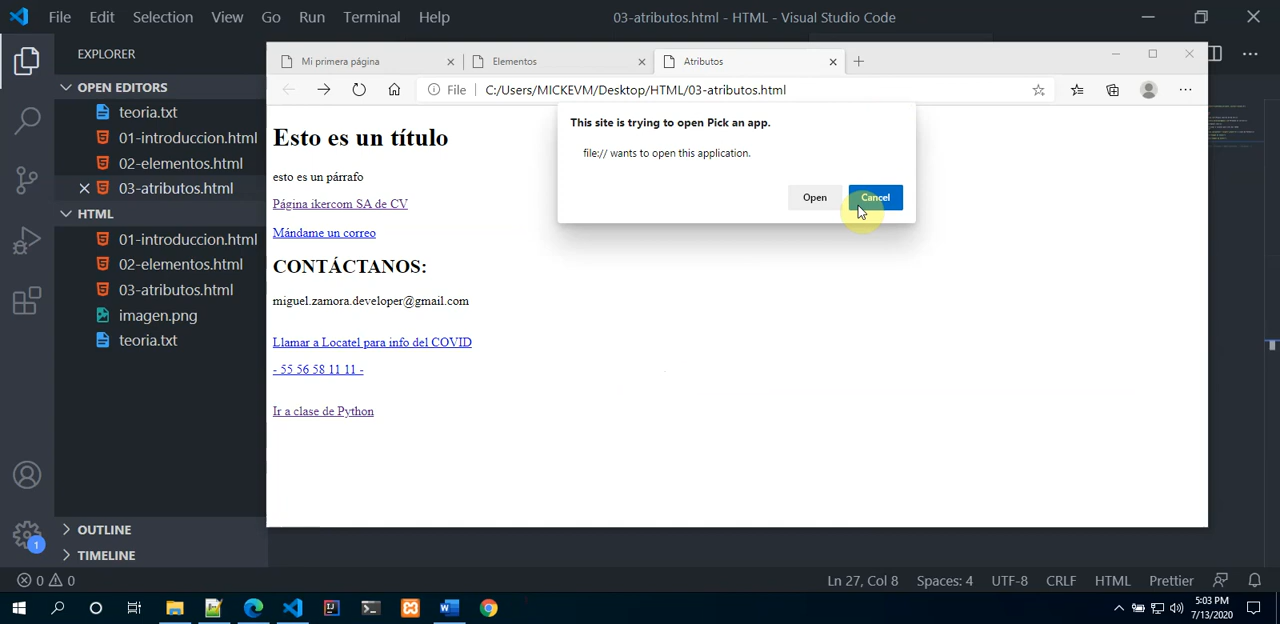 File Edit Selection View Go Run Terminal Help
03-atributos.html - HTML - Visual Studio Code
EXPLORER
OPEN EDITORS
teoria.txt
01-introduccion.html
02-elementos.html
03-atributos.html
HTML
01-introduccion.html
02-elementos.html
03-atributos.html
imagen.png
teoria.txt
OUTLINE
TIMELINE
1
Mi primera página
Elementos
Atributos
File C:/Users/MICKEVM/Desktop/HTML/03-atributos.html
This site is trying to open Pick an app.
file:// wants to open this application.
Open Cancel
Esto es un título
esto es un párrafo
Página ikercom SA de CV
Mándame un correo
CONTÁCTANOS:
miguel.zamora.developer@gmail.com
Llamar a Locatel para info del COVID
- 55 56 58 11 11 -
Ir a clase de Python
0 0
Ln 27, Col 8 Spaces: 4 UTF-8 CRLF HTML Prettier
5:03 PM
7/13/2020